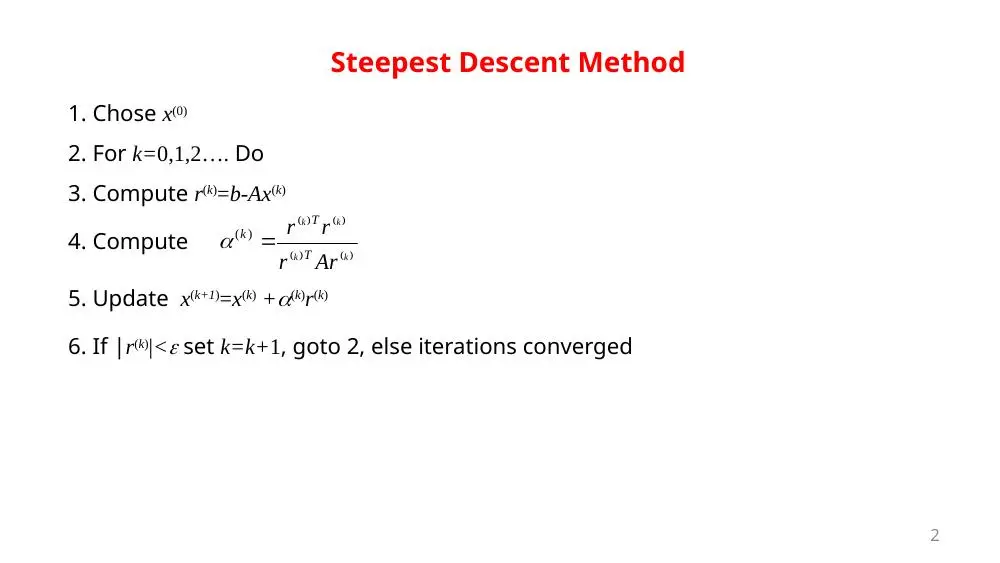 Steepest Descent Method
1. Chose x⁽⁰⁾
2. For k=0,1,2…. Do
3. Compute r⁽ᵏ⁾=b-Ax⁽ᵏ⁾
4. Compute α⁽ᵏ⁾ = r⁽ᵏ⁾ᵀ r⁽ᵏ⁾ / r⁽ᵏ⁾ᵀ Ar⁽ᵏ⁾
5. Update x⁽ᵏ⁺¹⁾=x⁽ᵏ⁾ +α⁽ᵏ⁾r⁽ᵏ⁾
6. If |r⁽ᵏ⁾|<ε set k=k+1, goto 2, else iterations converged
2